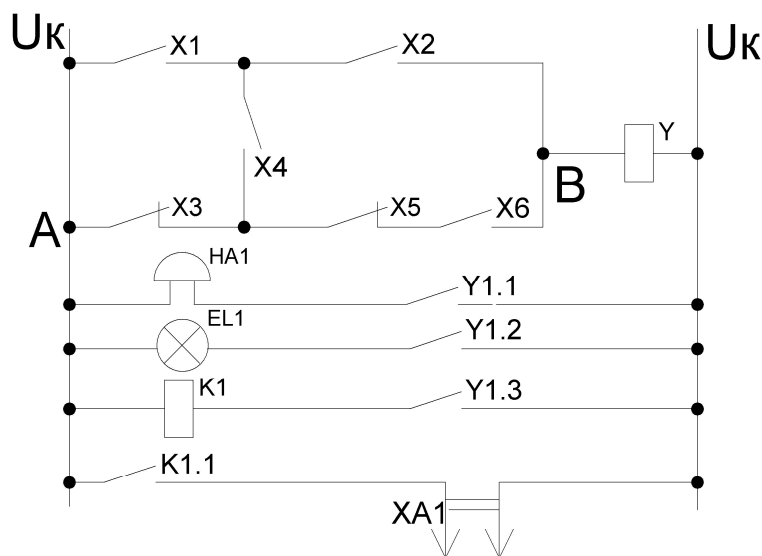 Uк
Uк
X1
X2
X4
Y
B
A
X3
X5
X6
HA1
Y1.1
EL1
Y1.2
K1
Y1.3
K1.1
XA1